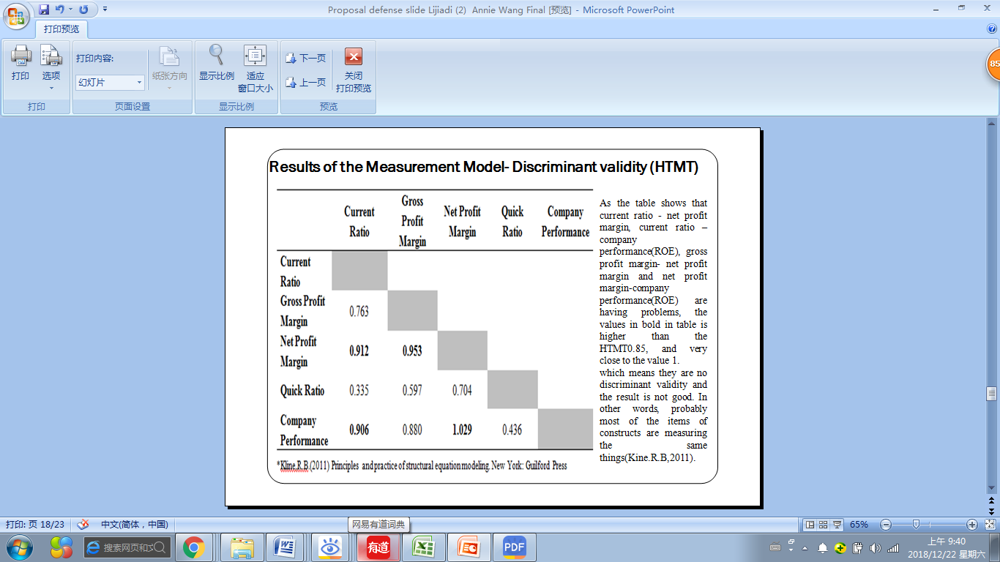 Proposal defense slide Lijiadi (2)  Annie Wang Final [预览] - Microsoft PowerPoint
打印预览
打印
选项
打印内容:
幻灯片
纸张方向
显示比例
适应
窗口大小
下一页
上一页
关闭
打印预览
打印
页面设置
显示比例
预览
85
Results of the Measurement Model- Discriminant validity (HTMT)
Current Ratio Gross Profit Margin Net Profit Margin Quick Ratio Company Performance
Current
Ratio
Gross Profit
Margin 0.763
Net Profit
Margin 0.912 0.953
Quick Ratio 0.335 0.597 0.704
Company
Performance 0.906 0.880 1.029 0.436
*Kline.R.B.(2011) Principles and practice of structural equation modeling. New York: Guilford Press
As the table shows that
current ratio - net profit
margin, current ratio –
company
performance(ROE), gross
profit margin- net profit
margin and net profit
margin-company
performance(ROE) are
having problems, the
values in bold in table is
higher than the
HTMT0.85, and very
close to the value 1.
which means they are no
discriminant validity and
the result is not good. In
other words, probably
most of the items of
constructs are measuring
the same
things(Kine.R.B,2011).
打印: 页 18/23 中文(简体，中国) 65%
网易有道词典
搜索网页和文
有道
PDF
上午 9:40
2018/12/22 星期六